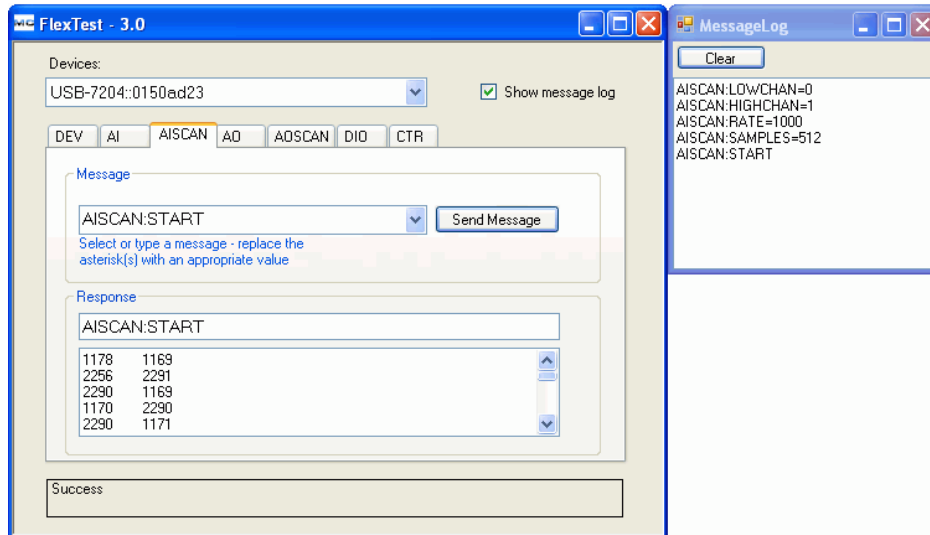 MC FlexTest - 3.0
Devices:
USB-7204::0150ad23
Show message log
DEV AI AISCAN AO AOSCAN DIO CTR
Message
AISCAN:START
Send Message
Select or type a message - replace the
asterisk(s) with an appropriate value
Response
AISCAN:START
1178 1169
2256 2291
2290 1169
1170 2290
2290 1171
Success
MessageLog
Clear
AISCAN:LOWCHAN=0
AISCAN:HIGHCHAN=1
AISCAN:RATE=1000
AISCAN:SAMPLES=512
AISCAN:START